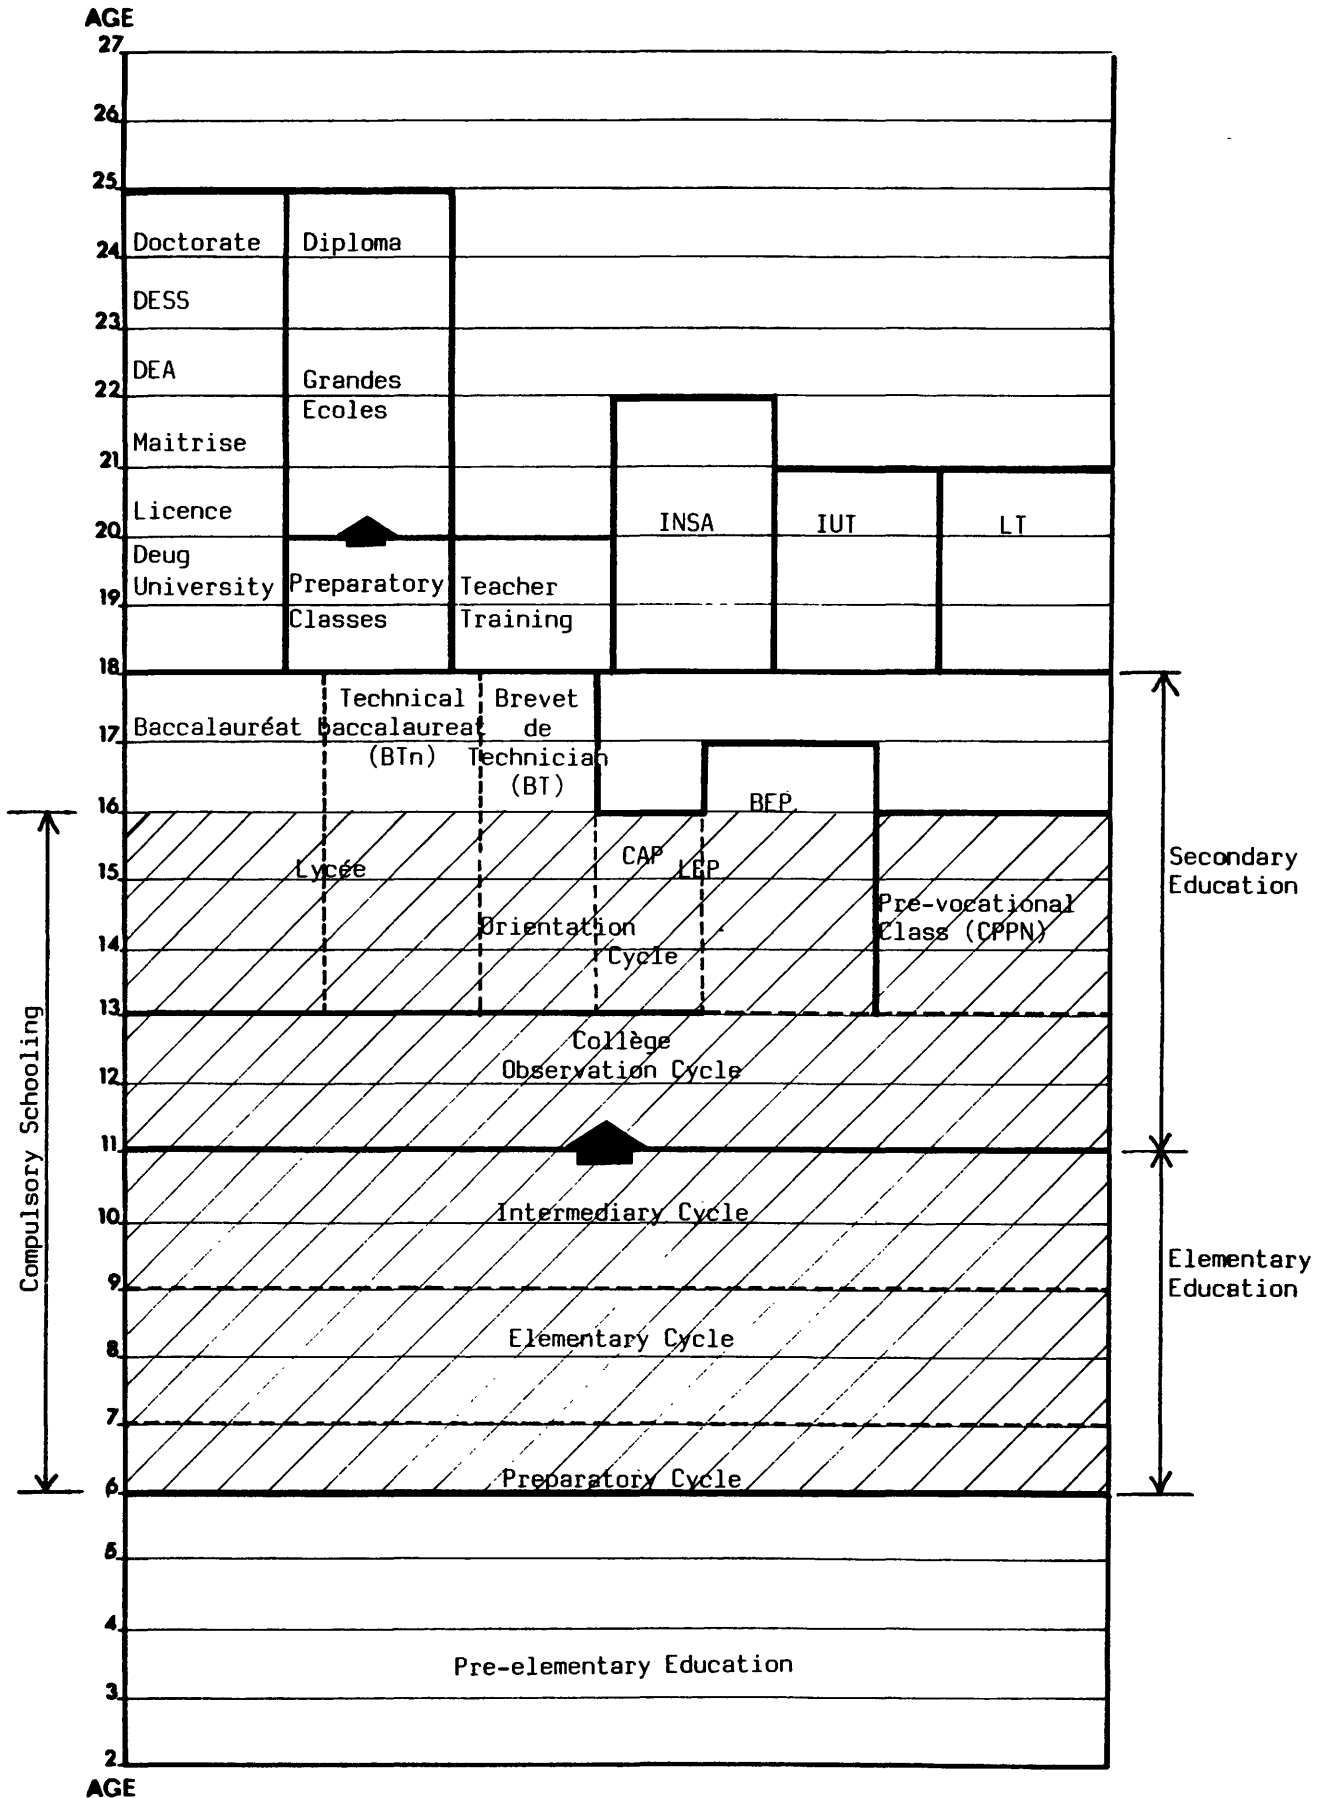 AGE
27
26
25
Doctorate Diploma
24
DESS
23
DEA
Grandes
22
Ecoles
Maitrise
21
Licence
INSA IUT LT
20
Deug
University Preparatory Teacher
19
Classes Training
18
Technical Brevet
Baccalauréat baccalaureat de
17
(BTn) Technician
(BT)
16
BEP
CAP
Lycée LEP
15
Secondary
Education
Pre-vocational
Orientation Class (CPPN)
14
Cycle
13
Collège
Observation Cycle
12
11
Compulsory Schooling
Intermediary Cycle
10
Elementary
Education
9
Elementary Cycle
8
7
Preparatory Cycle
6
5
4
Pre-elementary Education
3
2
AGE